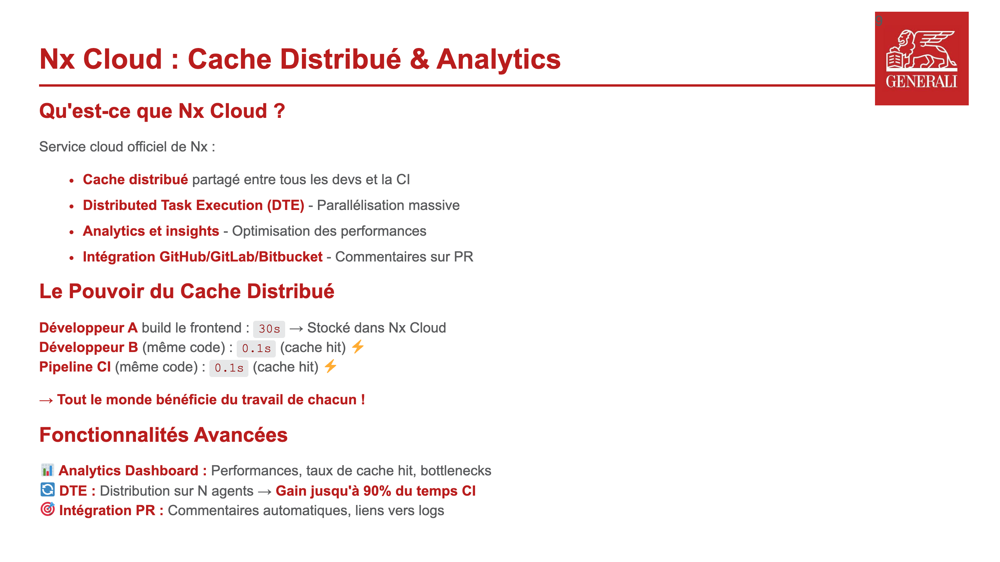 9
GENERALI
Nx Cloud : Cache Distribué & Analytics
Qu'est-ce que Nx Cloud ?
Service cloud officiel de Nx :
• Cache distribué partagé entre tous les devs et la CI
• Distributed Task Execution (DTE) - Parallélisation massive
• Analytics et insights - Optimisation des performances
• Intégration GitHub/GitLab/Bitbucket - Commentaires sur PR
Le Pouvoir du Cache Distribué
Développeur A build le frontend : 30s → Stocké dans Nx Cloud
Développeur B (même code) : 0.1s (cache hit) ⚡
Pipeline CI (même code) : 0.1s (cache hit) ⚡
→ Tout le monde bénéficie du travail de chacun !
Fonctionnalités Avancées
📊 Analytics Dashboard : Performances, taux de cache hit, bottlenecks
🔄 DTE : Distribution sur N agents → Gain jusqu'à 90% du temps CI
🎯 Intégration PR : Commentaires automatiques, liens vers logs